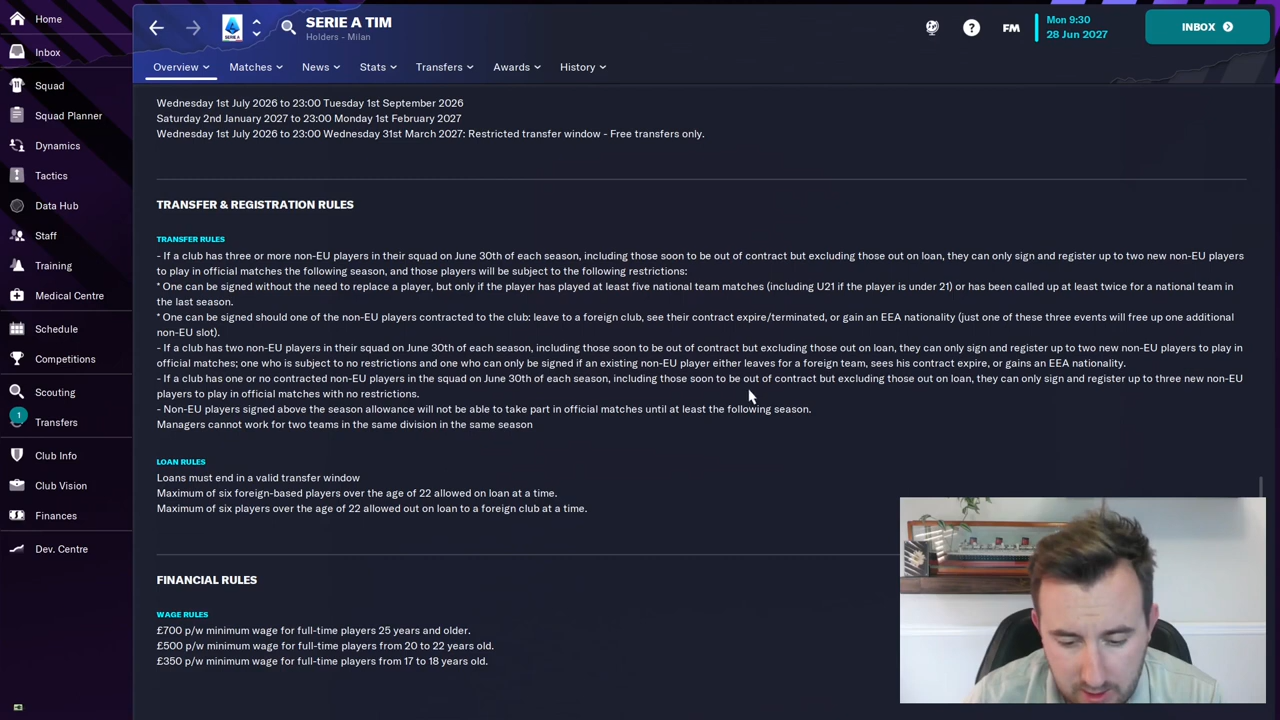 Home
Inbox
Squad
Squad Planner
Dynamics
Tactics
Data Hub
Staff
Training
Medical Centre
Schedule
Competitions
Scouting
1
Transfers
Club Info
Club Vision
Finances
Dev. Centre
SERIE A
SERIE A TIM
Holders - Milan
?
FM
Mon 9:30
28 Jun 2027
INBOX
Overview
Matches
News
Stats
Transfers
Awards
History
Wednesday 1st July 2026 to 23:00 Tuesday 1st September 2026
Saturday 2nd January 2027 to 23:00 Monday 1st February 2027
Wednesday 1st July 2026 to 23:00 Wednesday 31st March 2027: Restricted transfer window - Free transfers only.
TRANSFER & REGISTRATION RULES
TRANSFER RULES
- If a club has three or more non-EU players in their squad on June 30th of each season, including those soon to be out of contract but excluding those out on loan, they can only sign and register up to two new non-EU players
to play in official matches the following season, and those players will be subject to the following restrictions:
* One can be signed without the need to replace a player, but only if the player has played at least five national team matches (including U21 if the player is under 21) or has been called up at least twice for a national team in
the last season.
* One can be signed should one of the non-EU players contracted to the club: leave to a foreign club, see their contract expire/terminated, or gain an EEA nationality (just one of these three events will free up one additional
non-EU slot).
- If a club has two non-EU players in their squad on June 30th of each season, including those soon to be out of contract but excluding those out on loan, they can only sign and register up to two new non-EU players to play in
official matches; one who is subject to no restrictions and one who can only be signed if an existing non-EU player either leaves for a foreign team, sees his contract expire, or gains an EEA nationality.
- If a club has one or no contracted non-EU players in the squad on June 30th of each season, including those soon to be out of contract but excluding those out on loan, they can only sign and register up to three new non-EU
players to play in official matches with no restrictions.
- Non-EU players signed above the season allowance will not be able to take part in official matches until at least the following season.
Managers cannot work for two teams in the same division in the same season
LOAN RULES
Loans must end in a valid transfer window
Maximum of six foreign-based players over the age of 22 allowed on loan at a time.
Maximum of six players over the age of 22 allowed out on loan to a foreign club at a time.
FINANCIAL RULES
WAGE RULES
£700 p/w minimum wage for full-time players 25 years and older.
£500 p/w minimum wage for full-time players from 20 to 22 years old.
£350 p/w minimum wage for full-time players from 17 to 18 years old.